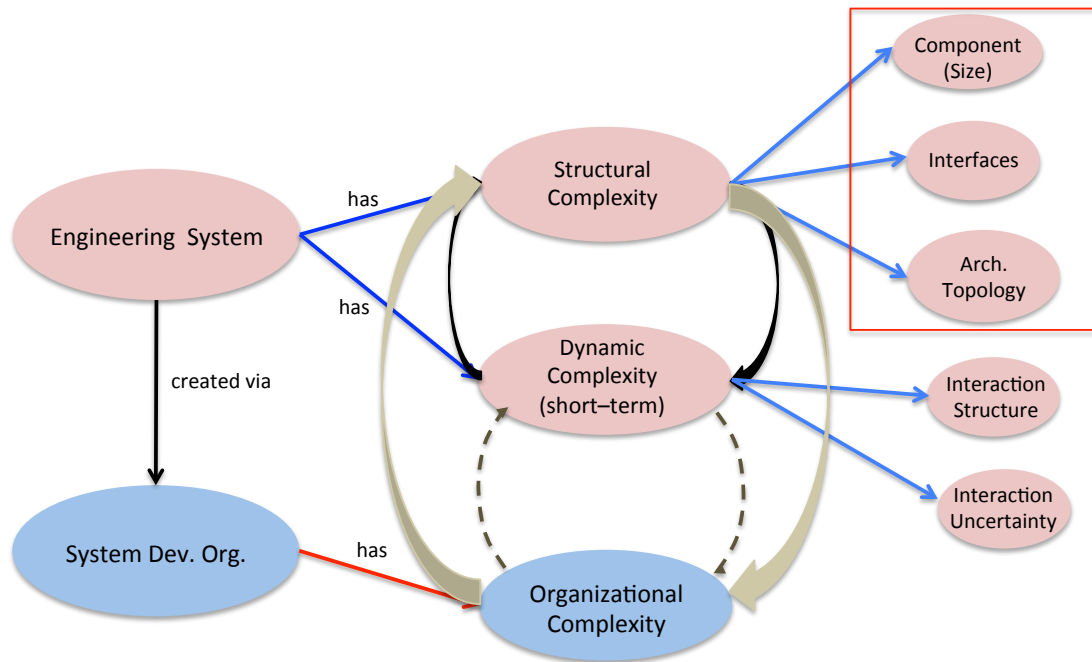 Component
(Size)
Structural
Complexity
Interfaces
has
Engineering System
Arch.
Topology
has
Dynamic
Complexity
(short–term)
created via
Interaction
Structure
Interaction
Uncertainty
System Dev. Org.
has
Organizational
Complexity